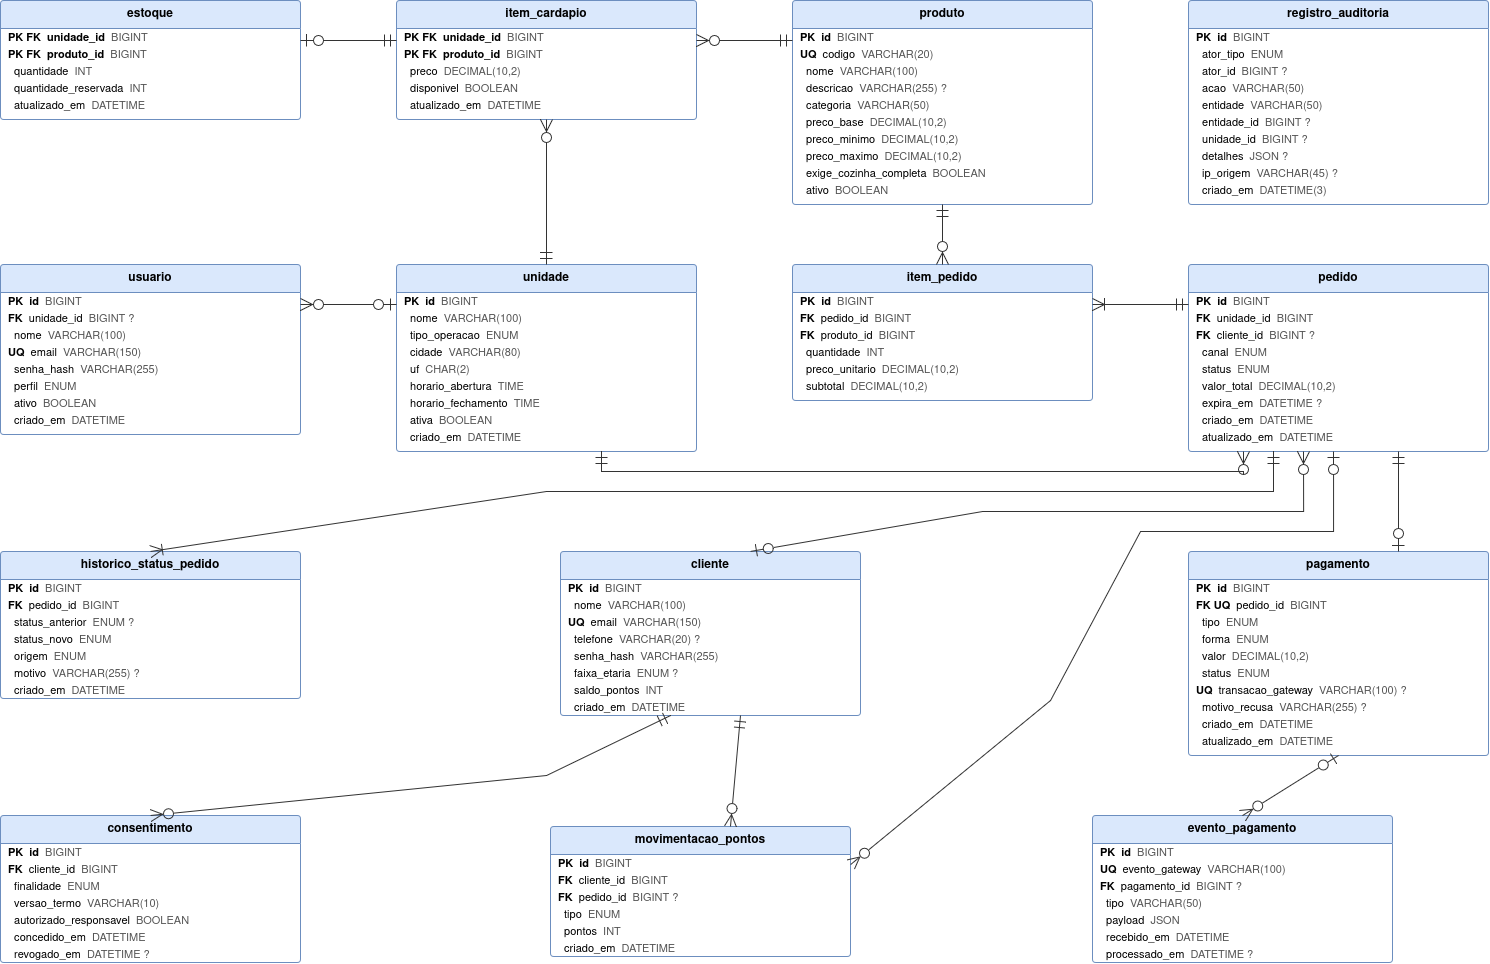 estoque
PK FK unidade_id BIGINT
PK FK produto_id BIGINT
quantidade INT
quantidade_reservada INT
atualizado_em DATETIME
item_cardapio
PK FK unidade_id BIGINT
PK FK produto_id BIGINT
preco DECIMAL(10,2)
disponivel BOOLEAN
atualizado_em DATETIME
produto
PK id BIGINT
UQ codigo VARCHAR(20)
nome VARCHAR(100)
descricao VARCHAR(255) ?
categoria VARCHAR(50)
preco_base DECIMAL(10,2)
preco_minimo DECIMAL(10,2)
preco_maximo DECIMAL(10,2)
exige_cozinha_completa BOOLEAN
ativo BOOLEAN
registro_auditoria
PK id BIGINT
ator_tipo ENUM
ator_id BIGINT ?
acao VARCHAR(50)
entidade VARCHAR(50)
entidade_id BIGINT ?
unidade_id BIGINT ?
detalhes JSON ?
ip_origem VARCHAR(45) ?
criado_em DATETIME(3)
usuario
PK id BIGINT
FK unidade_id BIGINT ?
nome VARCHAR(100)
UQ email VARCHAR(150)
senha_hash VARCHAR(255)
perfil ENUM
ativo BOOLEAN
criado_em DATETIME
unidade
PK id BIGINT
nome VARCHAR(100)
tipo_operacao ENUM
cidade VARCHAR(80)
uf CHAR(2)
horario_abertura TIME
horario_fechamento TIME
ativa BOOLEAN
criado_em DATETIME
item_pedido
PK id BIGINT
FK pedido_id BIGINT
FK produto_id BIGINT
quantidade INT
preco_unitario DECIMAL(10,2)
subtotal DECIMAL(10,2)
pedido
PK id BIGINT
FK unidade_id BIGINT
FK cliente_id BIGINT ?
canal ENUM
status ENUM
valor_total DECIMAL(10,2)
expira_em DATETIME ?
criado_em DATETIME
atualizado_em DATETIME
historico_status_pedido
PK id BIGINT
FK pedido_id BIGINT
status_anterior ENUM ?
status_novo ENUM
origem ENUM
motivo VARCHAR(255) ?
criado_em DATETIME
cliente
PK id BIGINT
nome VARCHAR(100)
UQ email VARCHAR(150)
telefone VARCHAR(20) ?
senha_hash VARCHAR(255)
faixa_etaria ENUM ?
saldo_pontos INT
criado_em DATETIME
pagamento
PK id BIGINT
FK UQ pedido_id BIGINT
tipo ENUM
forma ENUM
valor DECIMAL(10,2)
status ENUM
UQ transacao_gateway VARCHAR(100) ?
motivo_recusa VARCHAR(255) ?
criado_em DATETIME
atualizado_em DATETIME
consentimento
PK id BIGINT
FK cliente_id BIGINT
finalidade ENUM
versao_termo VARCHAR(10)
autorizado_responsavel BOOLEAN
concedido_em DATETIME
revogado_em DATETIME ?
movimentacao_pontos
PK id BIGINT
FK cliente_id BIGINT
FK pedido_id BIGINT ?
tipo ENUM
pontos INT
criado_em DATETIME
evento_pagamento
PK id BIGINT
UQ evento_gateway VARCHAR(100)
FK pagamento_id BIGINT ?
tipo VARCHAR(50)
payload JSON
recebido_em DATETIME
processado_em DATETIME ?